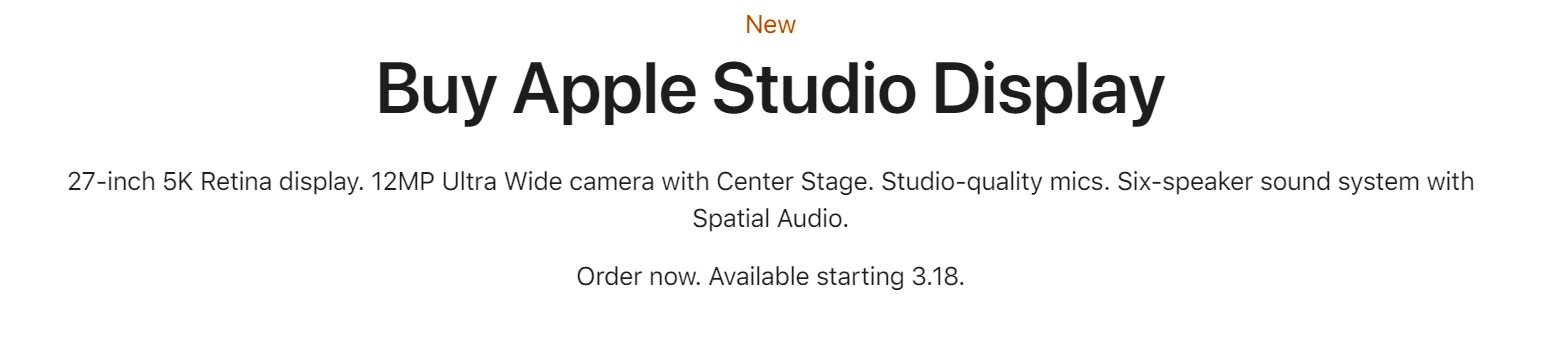 New
Buy Apple Studio Display
27-inch 5K Retina display. 12MP Ultra Wide camera with Center Stage. Studio-quality mics. Six-speaker sound system with
Spatial Audio.
Order now. Available starting 3.18.